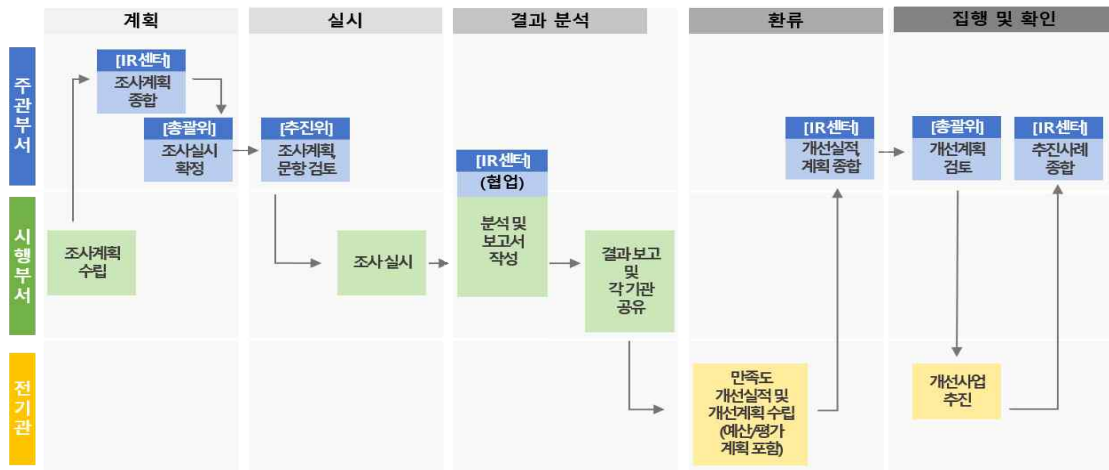 계획
실시
결과 분석
환류
집행 및 확인
주관부서
[IR센터]
조사계획
종합
[총괄위]
조사실시
확정
[추진위]
조사계획,
문항 검토
[IR센터]
(협업)
[IR센터]
개선실적,
계획 종합
[총괄위]
개선계획
검토
[IR센터]
추진사례
종합
시행부서
조사계획
수립
조사 실시
분석 및
보고서
작성
결과 보고
및
각 기관
공유
전기관
만족도
개선실적 및
개선계획 수립
(예산/평가
계획 포함)
개선사업
추진